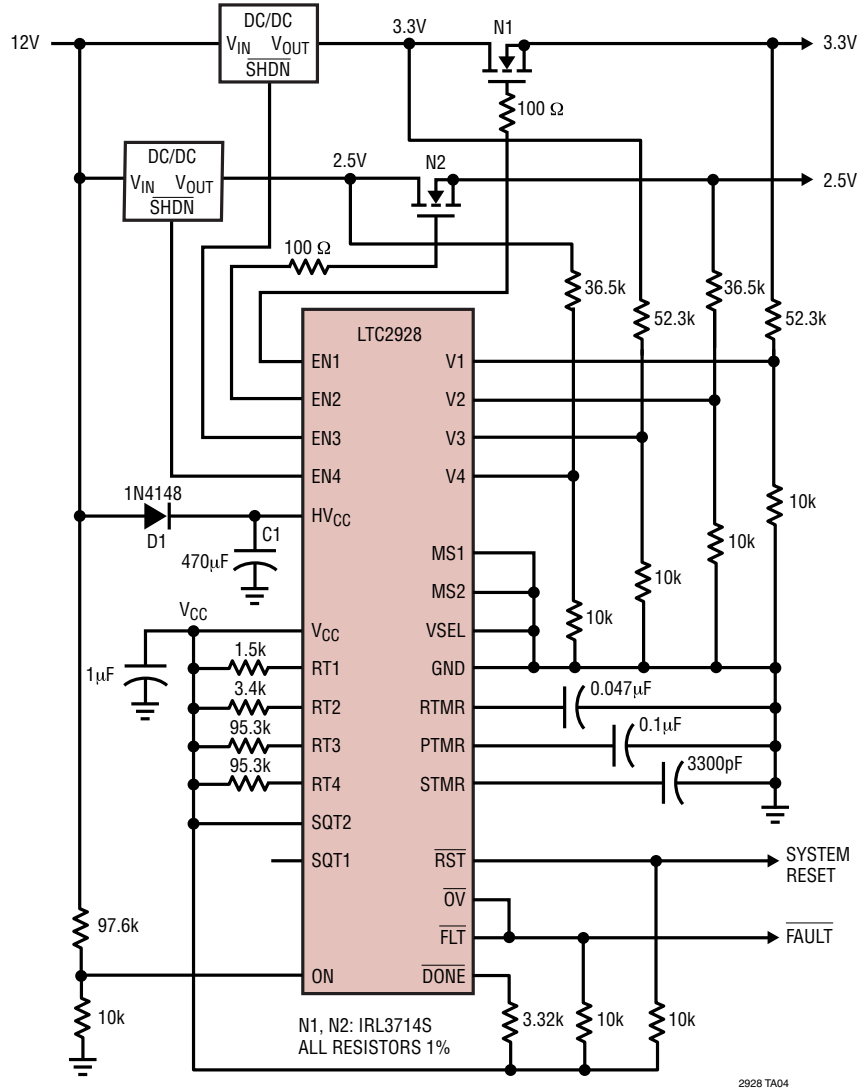 DC/DC
VIN VOUT
SHDN
12V
3.3V
N1
3.3V
100 Ω
DC/DC
VIN VOUT
SHDN
2.5V
N2
2.5V
100 Ω
36.5k
52.3k
36.5k
52.3k
LTC2928
EN1
EN2
EN3
EN4
HVCC
VCC
RT1
RT2
RT3
RT4
SQT2
SQT1
ON
V1
V2
V3
V4
MS1
MS2
VSEL
GND
RTMR
PTMR
STMR
RST
OV
FLT
DONE
1N4148
D1
C1
470µF
VCC
1µF
1.5k
3.4k
95.3k
95.3k
10k
10k
10k
10k
0.047µF
0.1µF
3300pF
SYSTEM
RESET
FAULT
97.6k
10k
3.32k
10k
10k
N1, N2: IRL3714S
ALL RESISTORS 1%
2928 TA04